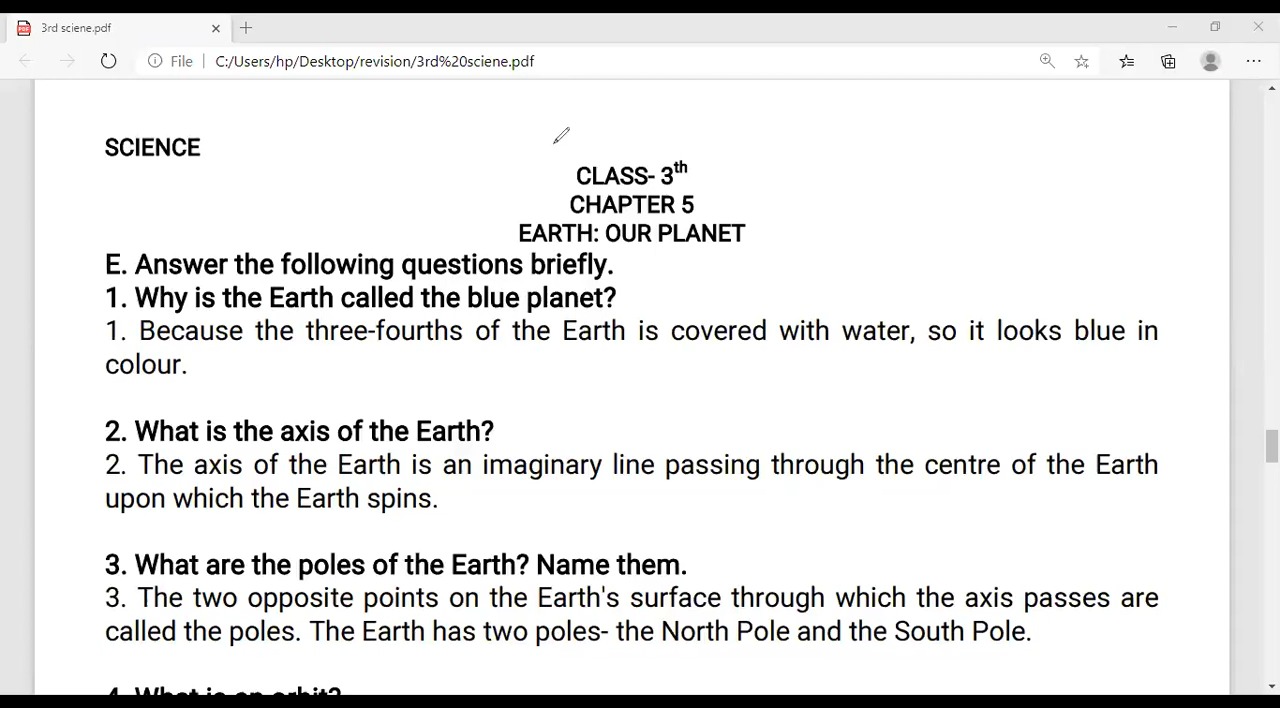 3rd sciene.pdf
File C:/Users/hp/Desktop/revision/3rd%20sciene.pdf
SCIENCE
CLASS- 3th
CHAPTER 5
EARTH: OUR PLANET
E. Answer the following questions briefly.
1. Why is the Earth called the blue planet?
1. Because the three-fourths of the Earth is covered with water, so it looks blue in
colour.
2. What is the axis of the Earth?
2. The axis of the Earth is an imaginary line passing through the centre of the Earth
upon which the Earth spins.
3. What are the poles of the Earth? Name them.
3. The two opposite points on the Earth's surface through which the axis passes are
called the poles. The Earth has two poles- the North Pole and the South Pole.
4. What is an orbit?